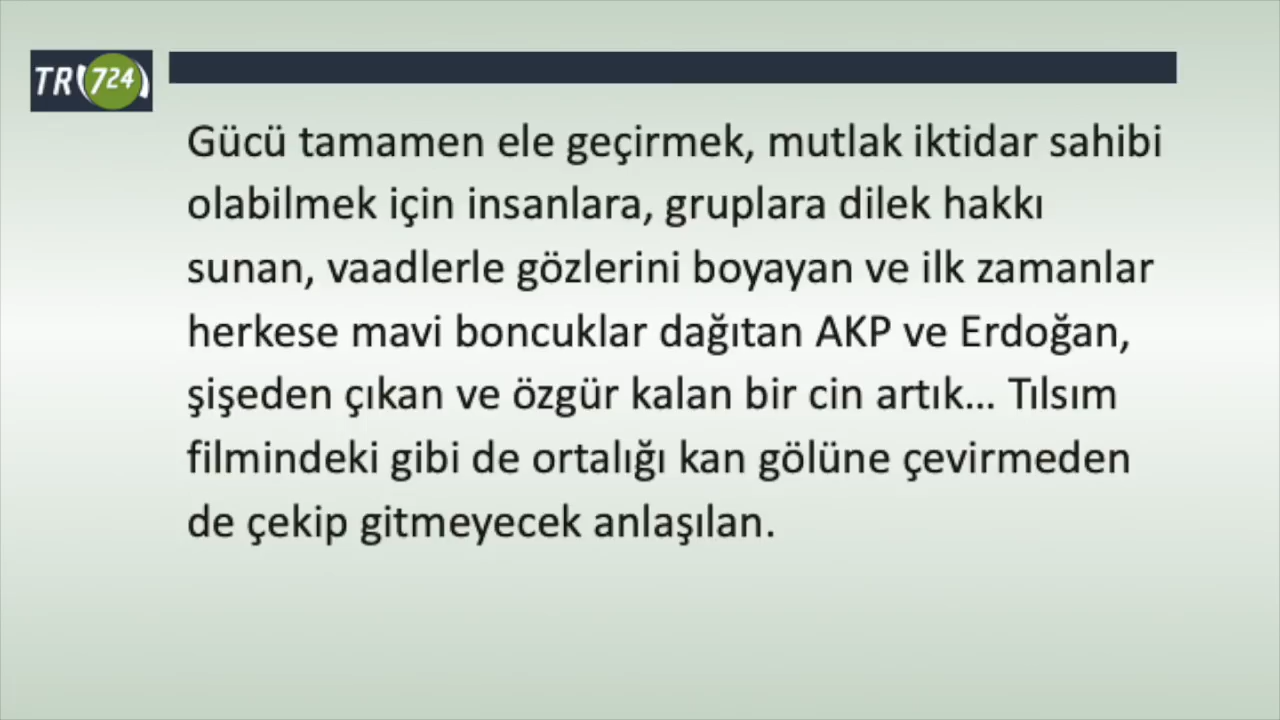 TR 724
Gücü tamamen ele geçirmek, mutlak iktidar sahibi
olabilmek için insanlara, gruplara dilek hakkı
sunan, vaadlerle gözlerini boyayan ve ilk zamanlar
herkese mavi boncuklar dağıtan AKP ve Erdoğan,
şişeden çıkan ve özgür kalan bir cin artık... Tılsım
filmindeki gibi de ortalığı kan gölüne çevirmeden
de çekip gitmeyecek anlaşılan.